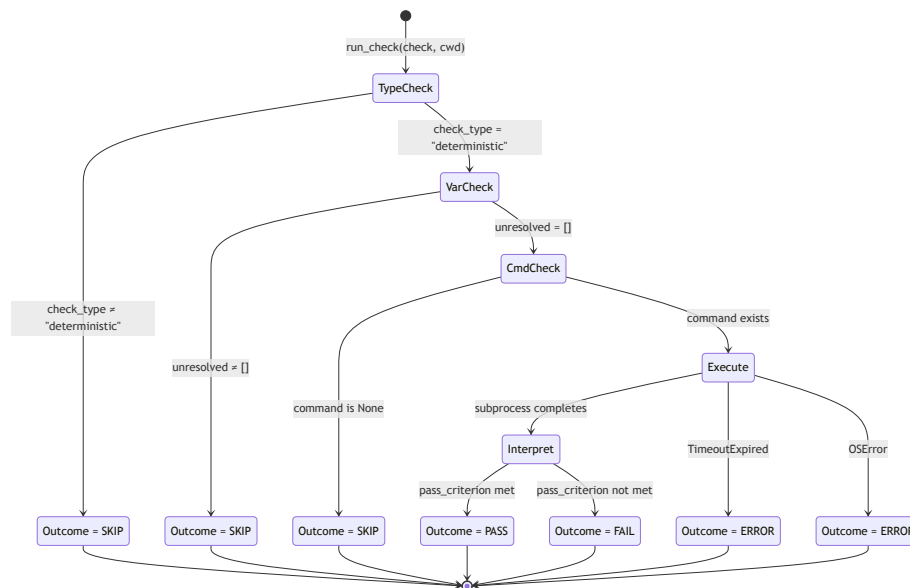 run_check(check, cwd)
TypeCheck
check_type =
"deterministic"
VarCheck
unresolved = []
CmdCheck
check_type ≠
"deterministic"
command exists
unresolved ≠ []
Execute
command is None
subprocess completes
Interpret
TimeoutExpired
OSError
pass_criterion met
pass_criterion not met
Outcome = SKIP
Outcome = SKIP
Outcome = SKIP
Outcome = PASS
Outcome = FAIL
Outcome = ERROR
Outcome = ERROR